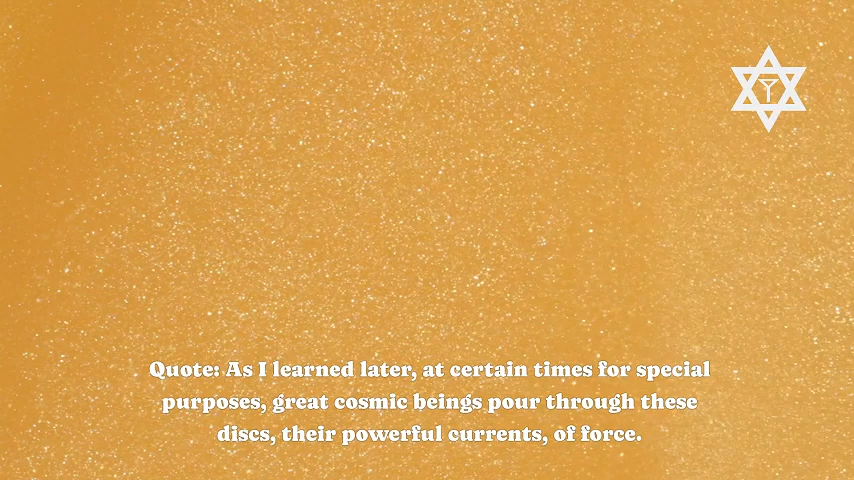 Quote: As I learned later, at certain times for special
purposes, great cosmic beings pour through these
discs, their powerful currents, of force.